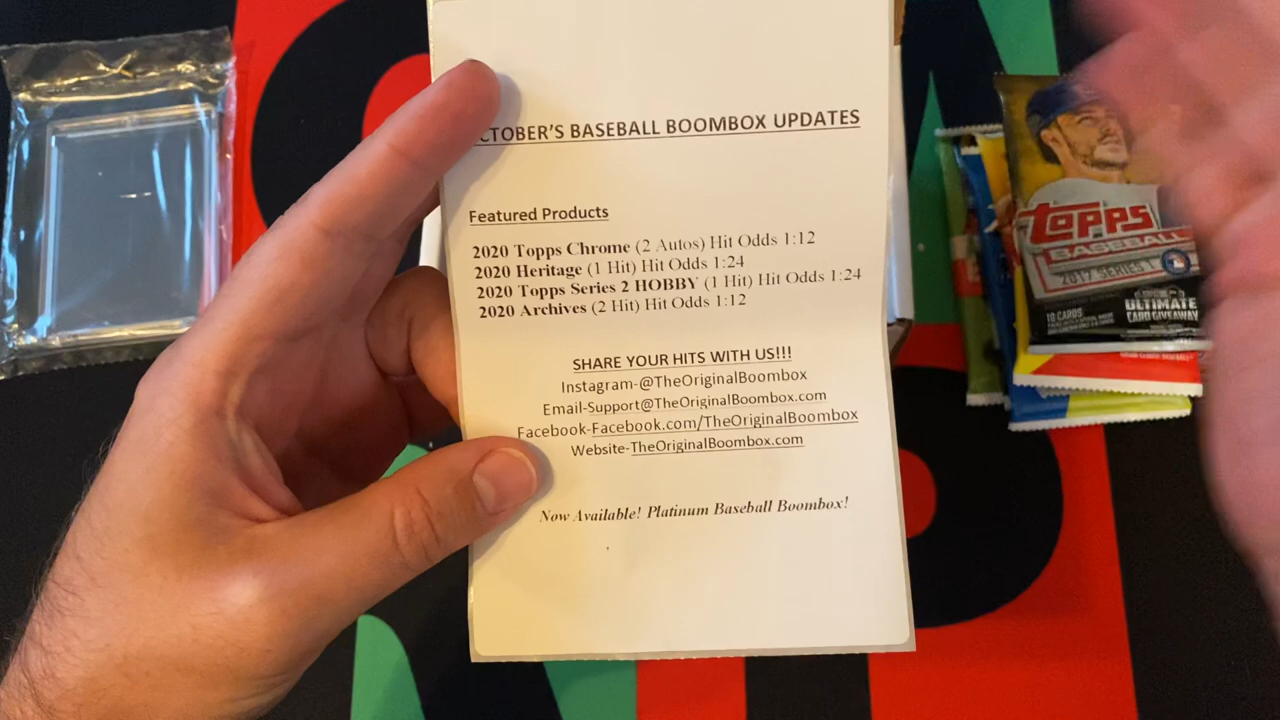 CTOBER'S BASEBALL BOOMBOX UPDATES
Featured Products
2020 Topps Chrome (2 Autos) Hit Odds 1:12
2020 Heritage (1 Hit) Hit Odds 1:24
2020 Topps Series 2 HOBBY (1 Hit) Hit Odds 1:24
2020 Archives (2 Hit) Hit Odds 1:12
SHARE YOUR HITS WITH US!!!
Instagram-@TheOriginalBoombox
Email-Support@TheOriginalBoombox.com
Facebook-Facebook.com/TheOriginalBoombox
Website-TheOriginalBoombox.com
Now Available! Platinum Baseball Boombox!
TOPPS
BASEBALL
2017 SERIES 1
10 CARDS
ULTIMATE
CARD GIVEAWAY